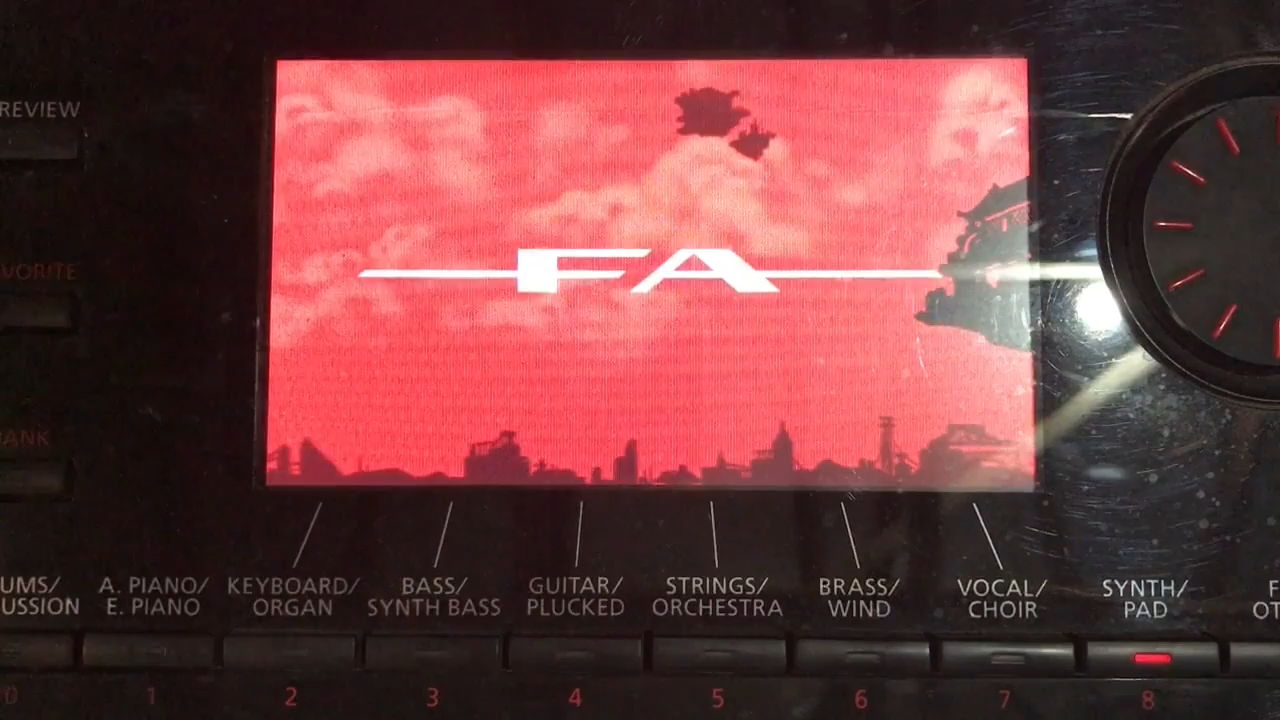 REVIEW
FA
VORITE
BANK
UMS/ A. PIANO/ KEYBOARD/ BASS/ GUITAR/ STRINGS/ BRASS/ VOCAL/ SYNTH/ F
USSION E. PIANO ORGAN SYNTH BASS PLUCKED ORCHESTRA WIND CHOIR PAD OT
0 1 2 3 4 5 6 7 8